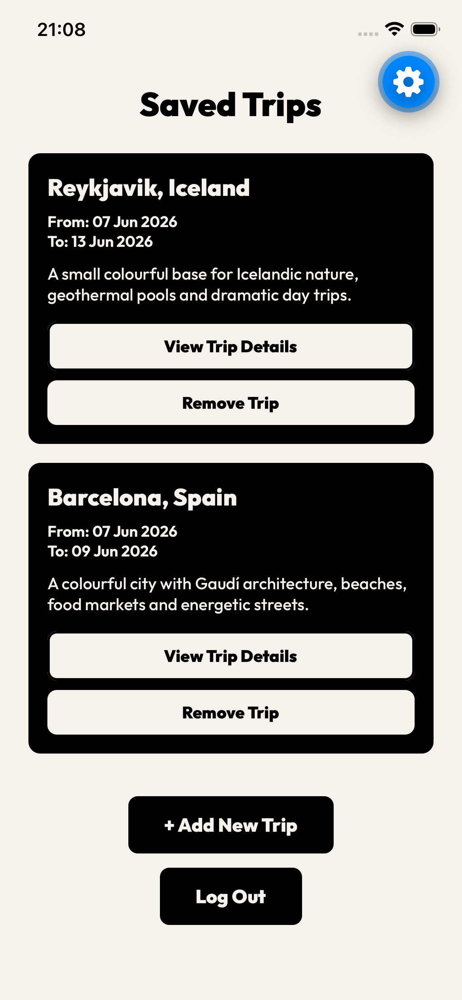 21:08
Saved Trips
Reykjavik, Iceland
From: 07 Jun 2026
To: 13 Jun 2026
A small colourful base for Icelandic nature,
geothermal pools and dramatic day trips.
View Trip Details
Remove Trip
Barcelona, Spain
From: 07 Jun 2026
To: 09 Jun 2026
A colourful city with Gaudí architecture, beaches,
food markets and energetic streets.
View Trip Details
Remove Trip
+ Add New Trip
Log Out